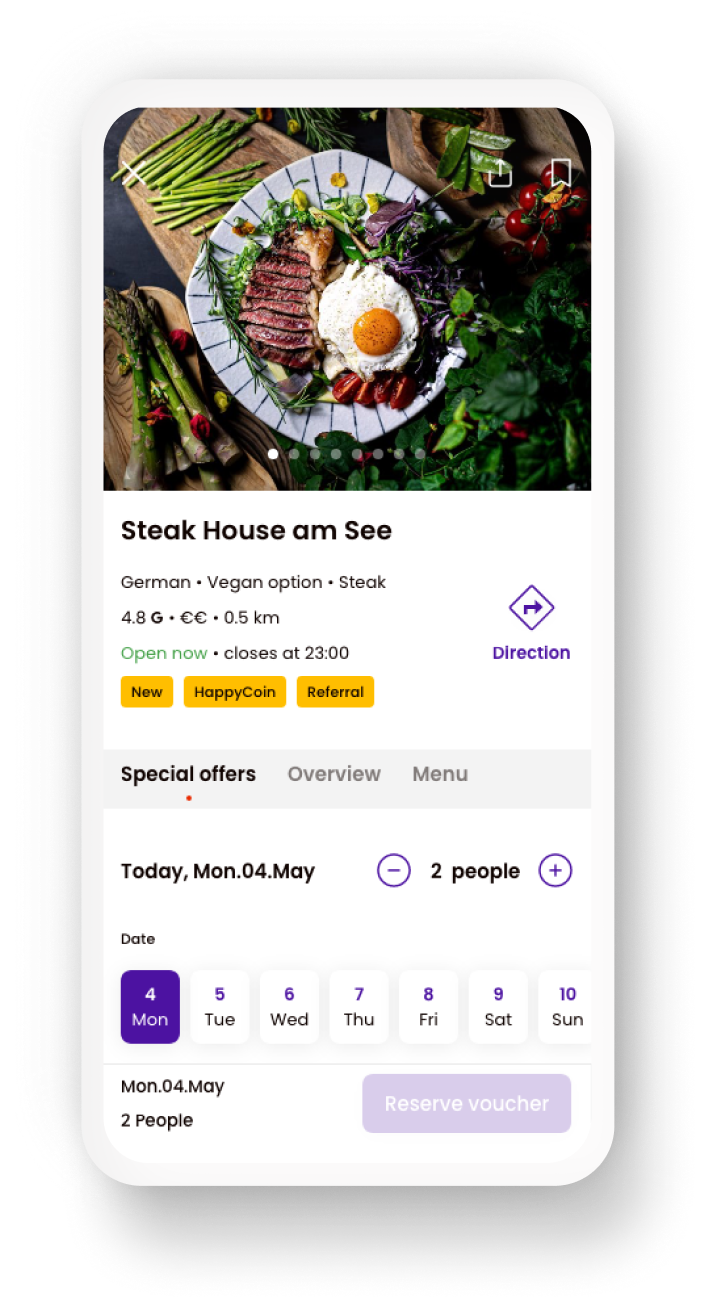 Steak House am See
German • Vegan option • Steak
4.8 G • €€ • 0.5 km
Open now • closes at 23:00
Direction
New HappyCoin Referral
Special offers Overview Menu
Today, Mon.04.May 2 people
Date
4 5 6 7 8 9 10
Mon Tue Wed Thu Fri Sat Sun
Mon.04.May
2 People
Reserve voucher